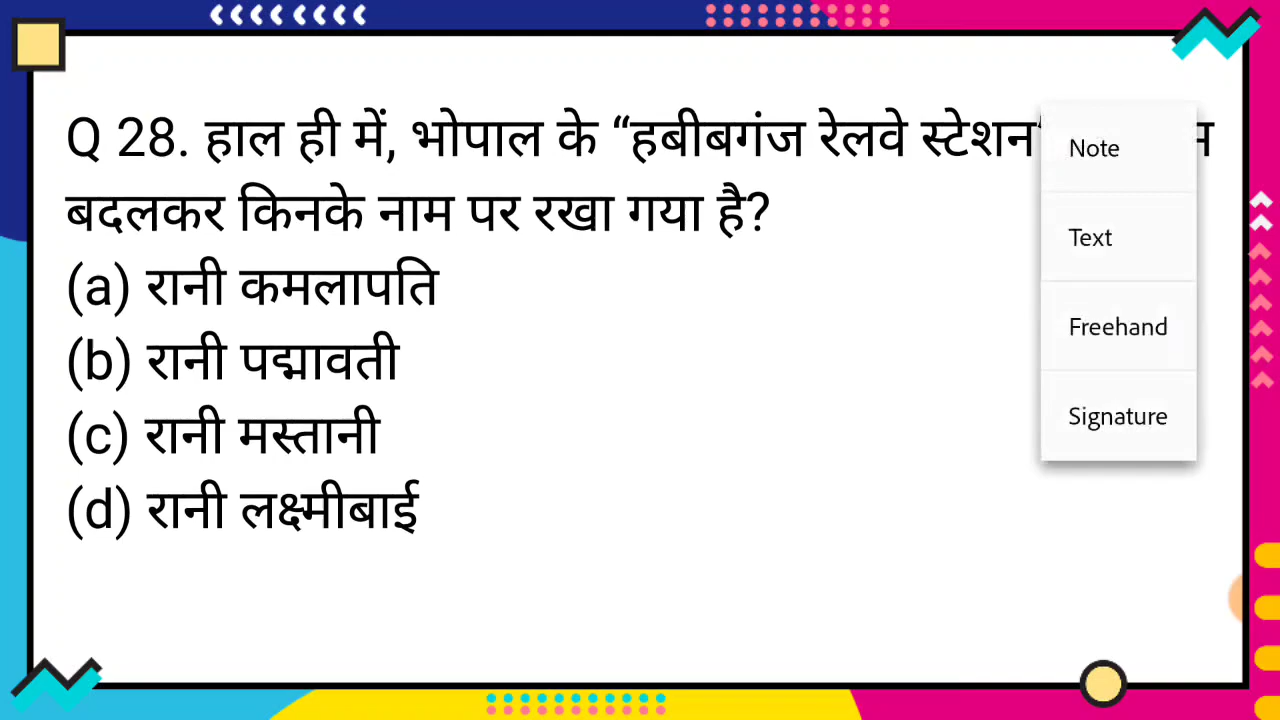 Q 28. हाल ही में, भोपाल के “हबीबगंज रेलवे स्टेशन”
बदलकर किनके नाम पर रखा गया है?
(a) रानी कमलापति
(b) रानी पद्मावती
(c) रानी मस्तानी
(d) रानी लक्ष्मीबाई
Note
Text
Freehand
Signature